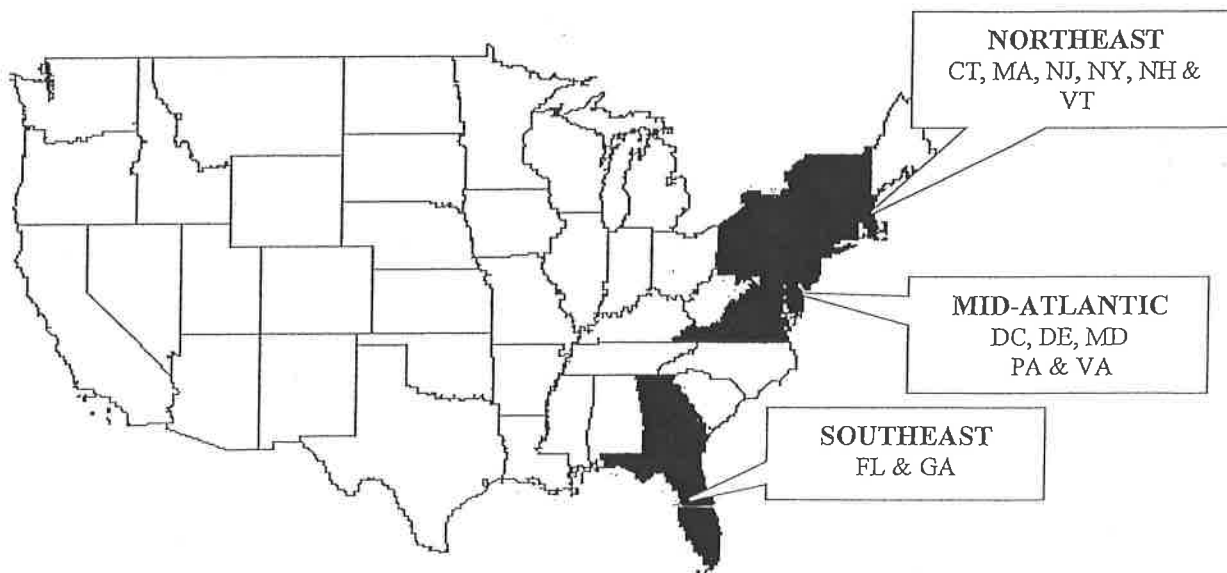 NORTHEAST
CT, MA, NJ, NY, NH &
VT
MID-ATLANTIC
DC, DE, MD
PA & VA
SOUTHEAST
FL & GA